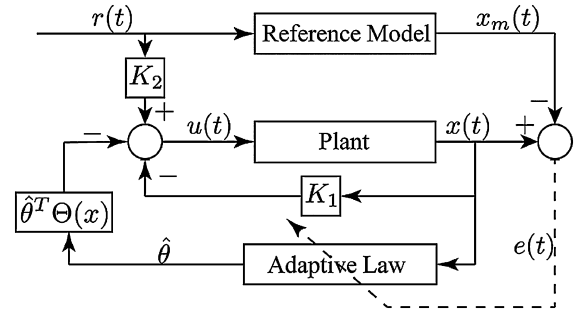 r(t)
Reference Model
x_m(t)
K_2
+
−
−
u(t)
Plant
x(t)
+
−
K_1
θ̂^T Θ(x)
θ̂
Adaptive Law
e(t)